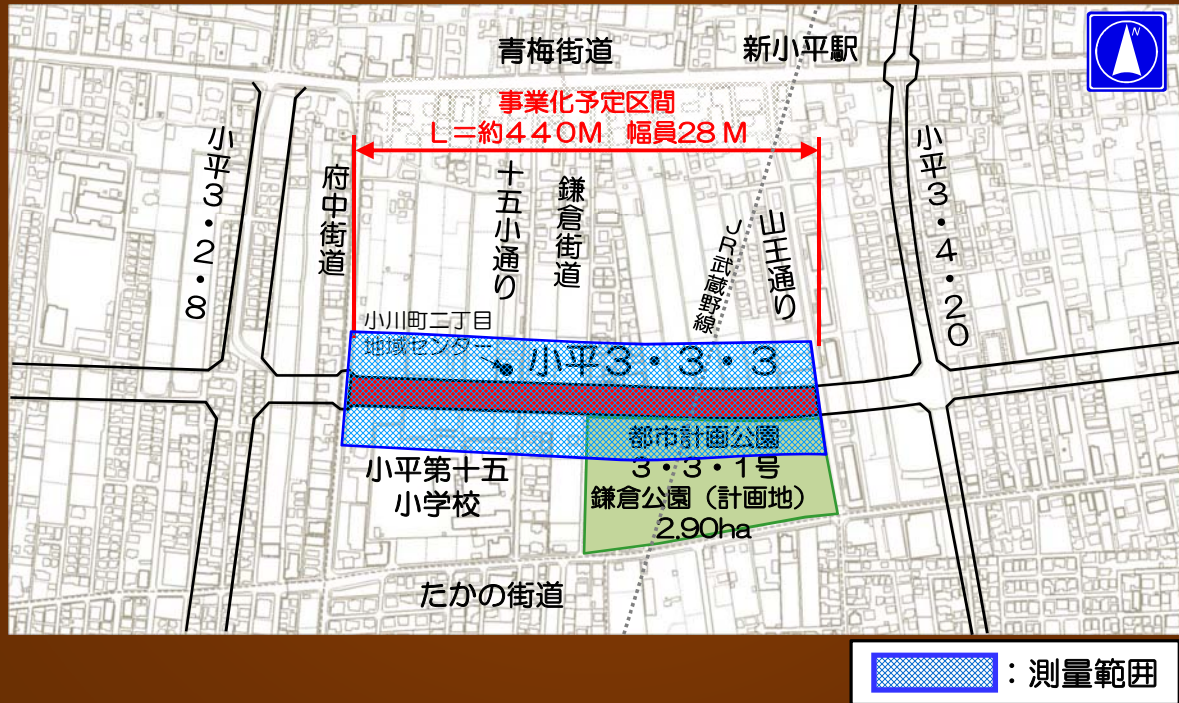 青梅街道
新小平駅
N
事業化予定区間
L=約440M 幅員28M
小平3・2・8
府中街道
十五小通り
鎌倉街道
JR武蔵野線
山王通り
小平3・4・20
小川町二丁目
地域センター
小平3・3・3
都市計画公園
3・3・1号
鎌倉公園（計画地）
2.90ha
小平第十五
小学校
たかの街道
：測量範囲